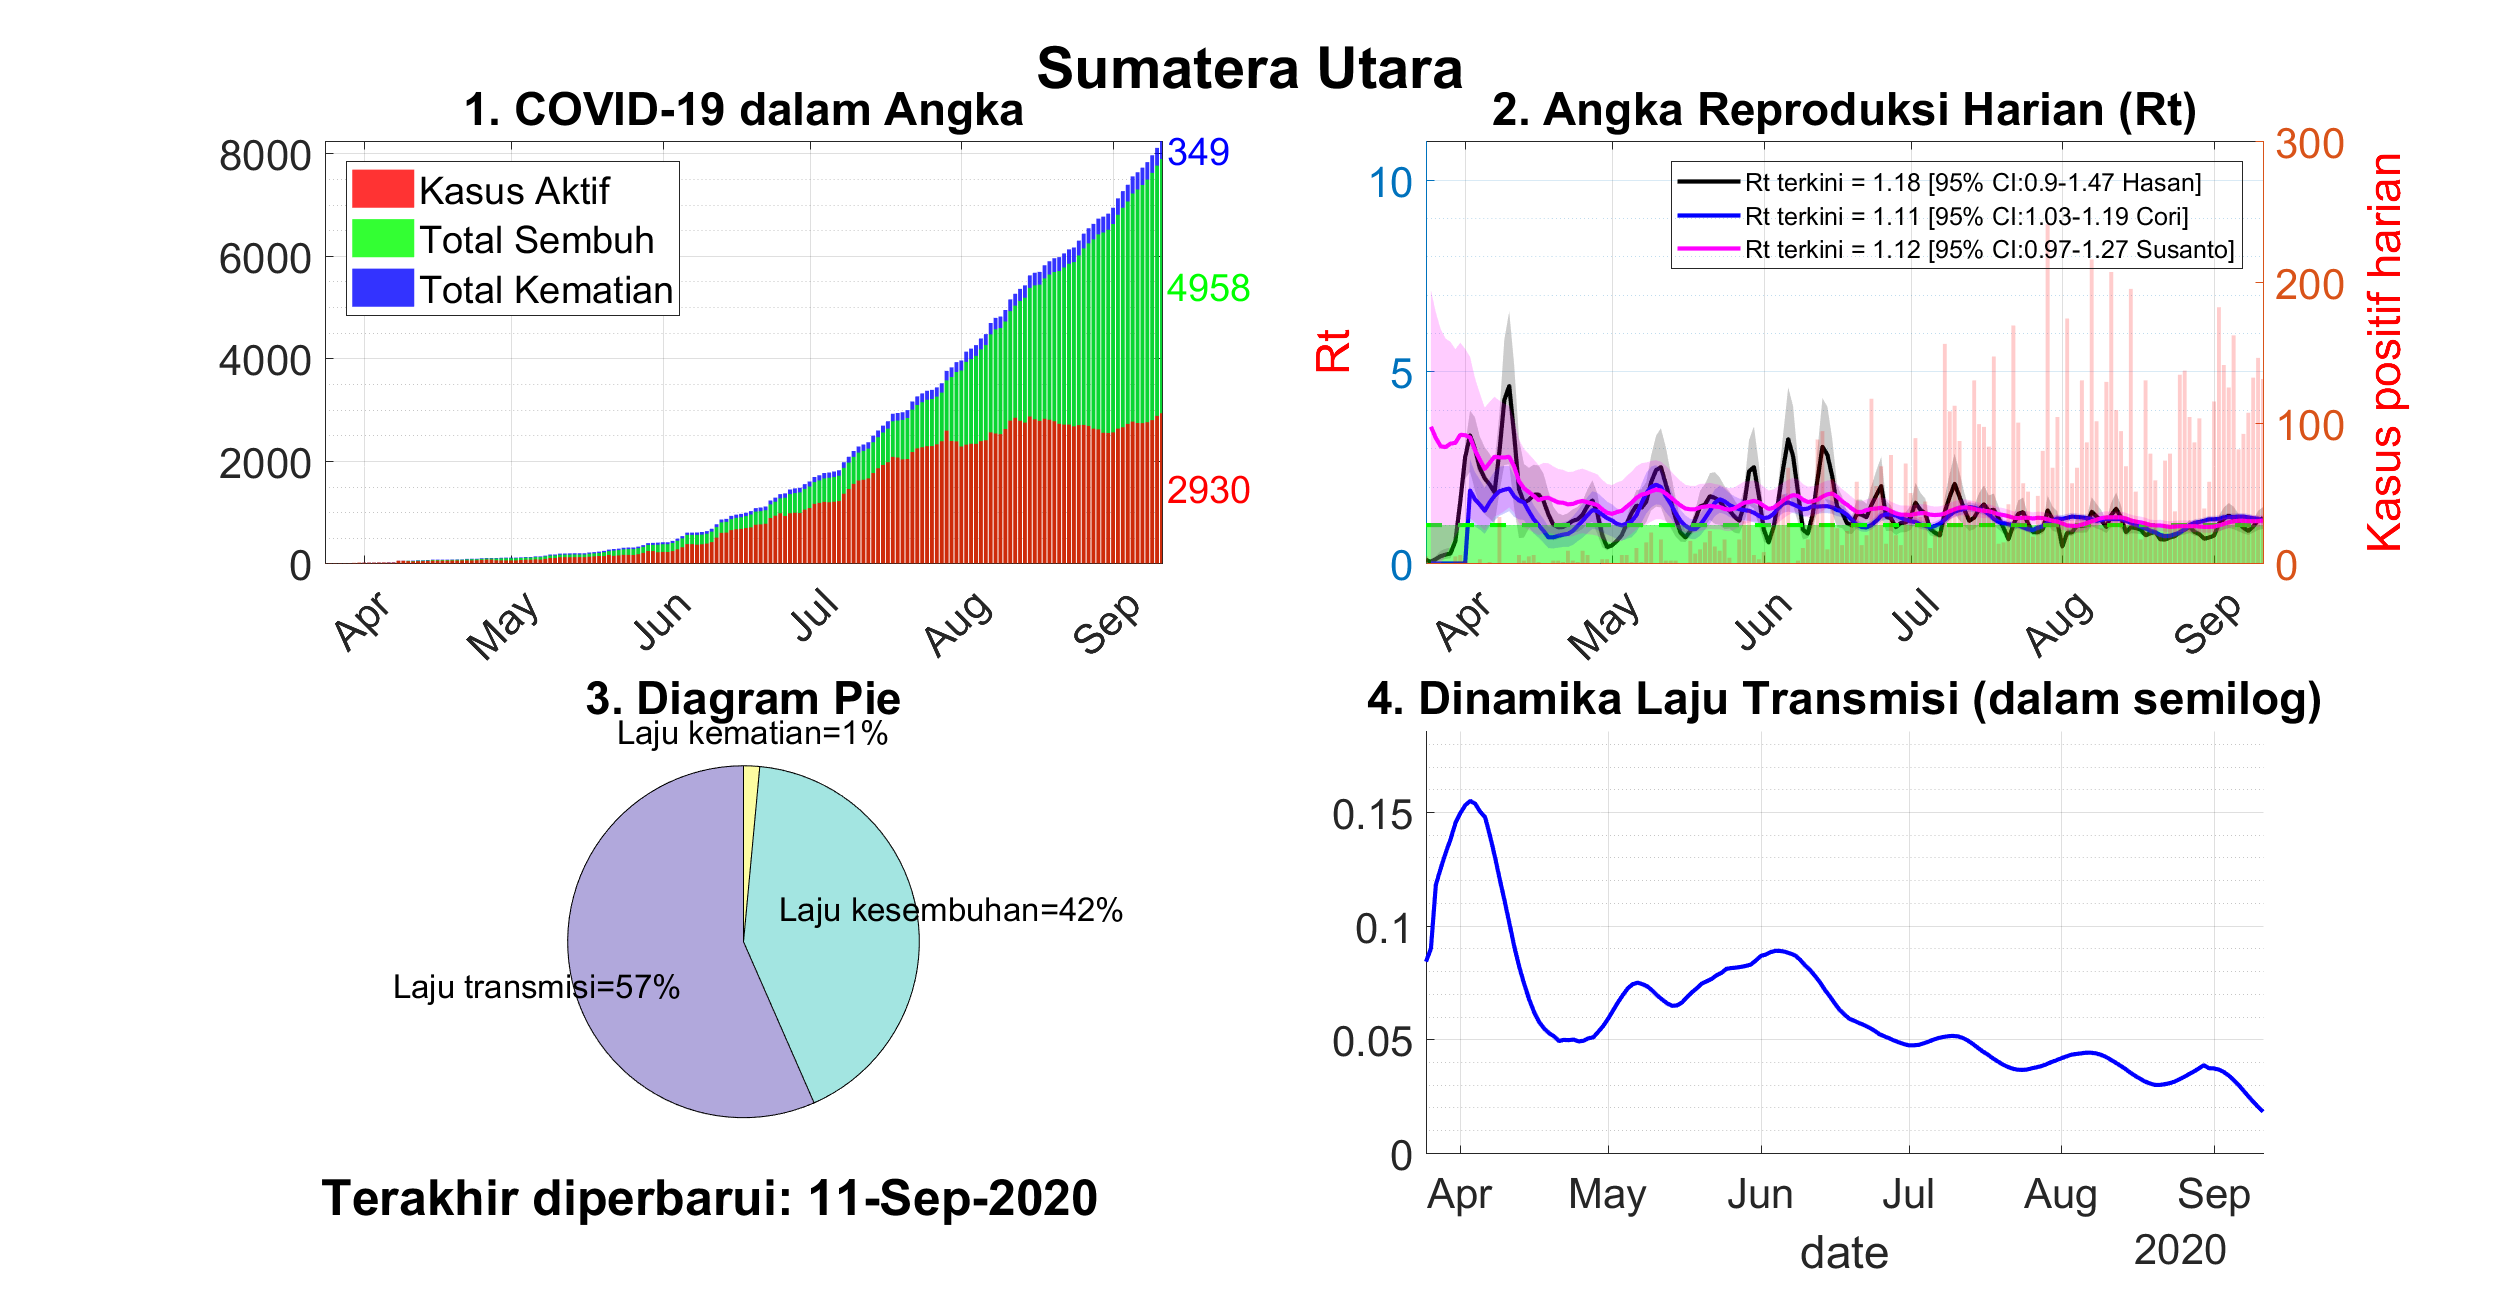 Sumatera Utara
1. COVID-19 dalam Angka
8000
6000
4000
2000
0
Kasus Aktif
Total Sembuh
Total Kematian
349
4958
2930
Apr
May
Jun
Jul
Aug
Sep
2. Angka Reproduksi Harian (Rt)
Rt
10
5
0
Rt terkini = 1.18 [95% CI:0.9-1.47 Hasan]
Rt terkini = 1.11 [95% CI:1.03-1.19 Cori]
Rt terkini = 1.12 [95% CI:0.97-1.27 Susanto]
300
200
100
0
Kasus positif harian
Apr
May
Jun
Jul
Aug
Sep
3. Diagram Pie
Laju kematian=1%
Laju kesembuhan=42%
Laju transmisi=57%
Terakhir diperbarui: 11-Sep-2020
4. Dinamika Laju Transmisi (dalam semilog)
0.15
0.1
0.05
0
Apr
May
Jun
Jul
Aug
Sep
date
2020